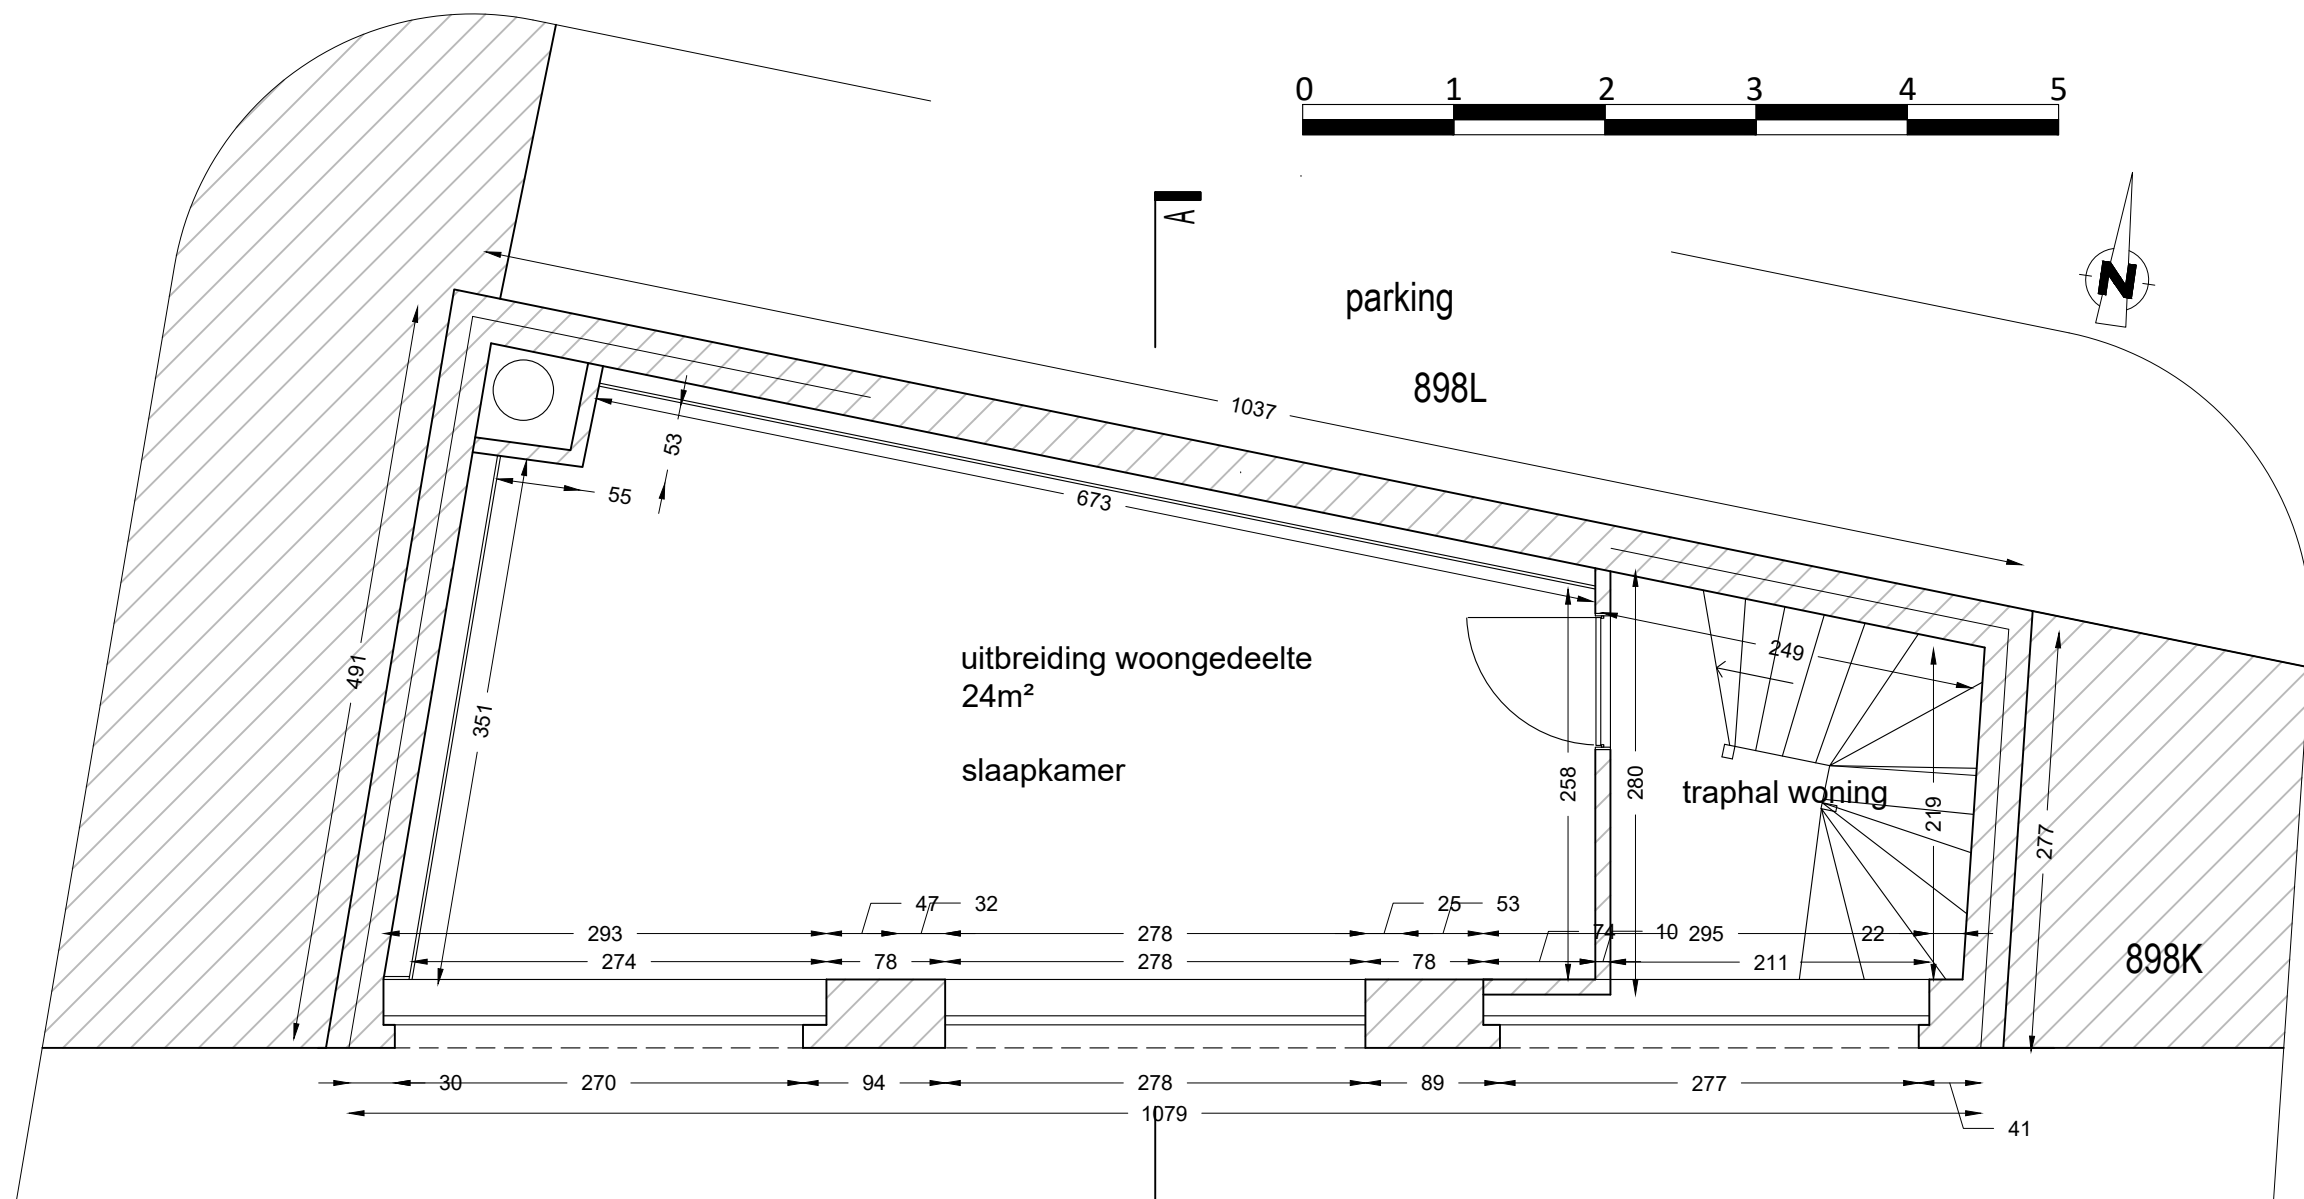 0 1 2 3 4 5
A
N
parking
1037
898L
53
55
673
uitbreiding woongedeelte
24m²
249
491
351
slaapkamer
258
280
traphal woning
219
277
47 32 25 53
293 278 74 10 295 22
274 78 278 78 211
898K
30 270 94 278 89 277
1079
41